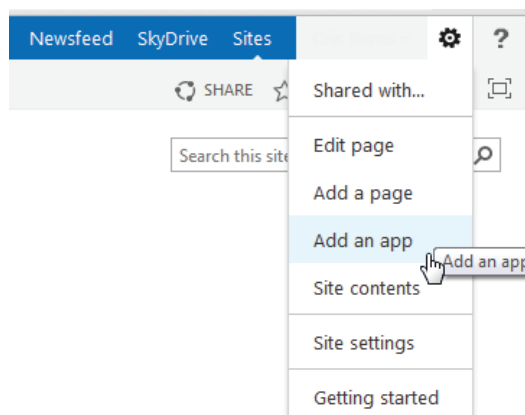 Newsfeed SkyDrive Sites ?
SHARE Shared with...
Search this site Edit page
Add a page
Add an app
Add an app
Site contents
Site settings
Getting started